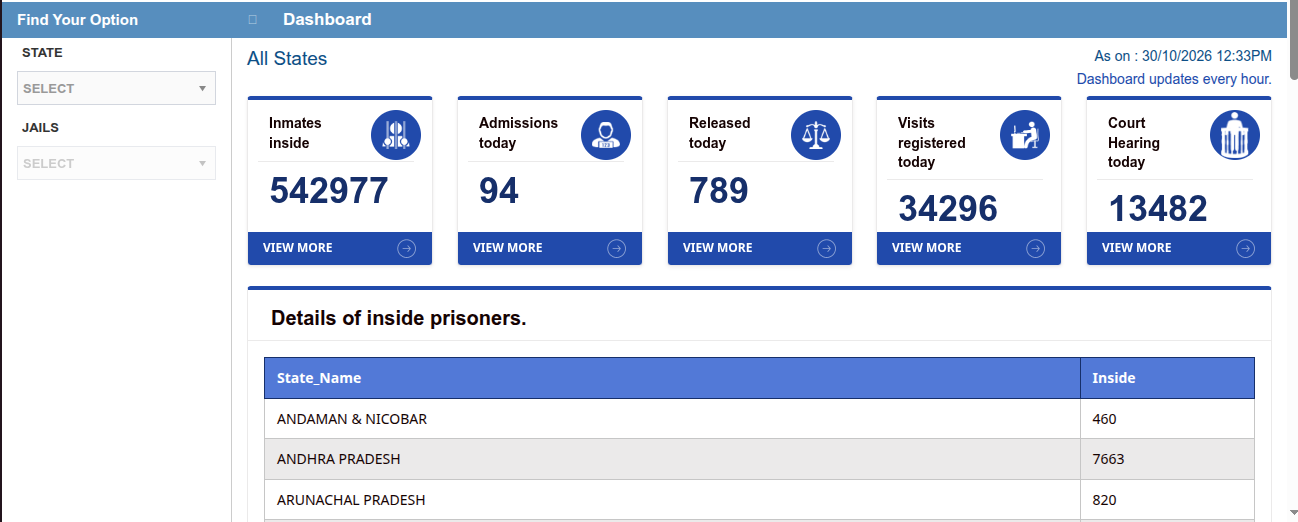 Find Your Option
Dashboard
STATE
SELECT
JAILS
SELECT
All States
As on : 30/10/2026 12:33PM
Dashboard updates every hour.
Inmates
inside
542977
VIEW MORE
Admissions
today
94
VIEW MORE
Released
today
789
VIEW MORE
Visits
registered
today
34296
VIEW MORE
Court
Hearing
today
13482
VIEW MORE
Details of inside prisoners.
State_Name Inside
ANDAMAN & NICOBAR 460
ANDHRA PRADESH 7663
ARUNACHAL PRADESH 820